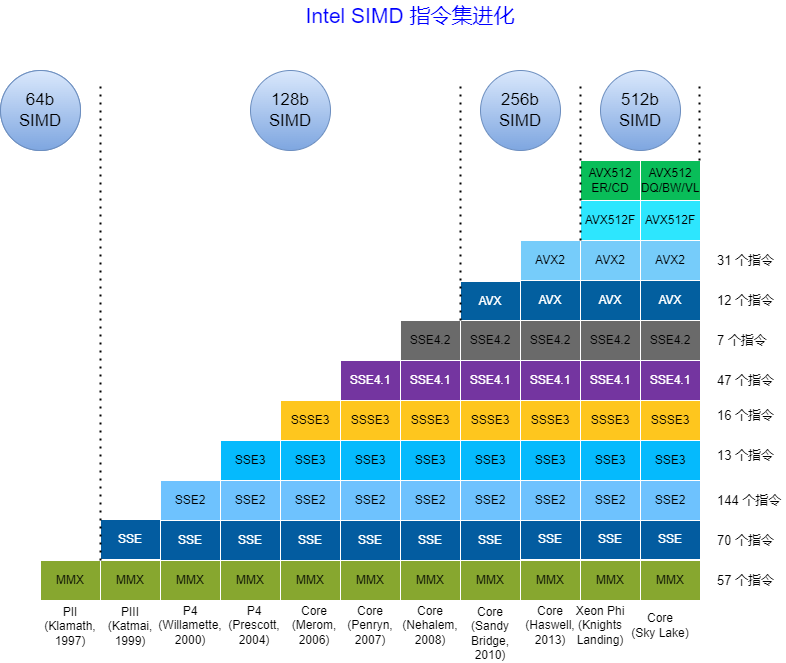 Intel SIMD 指令集进化
64b
SIMD
128b
SIMD
256b
SIMD
512b
SIMD
AVX512
ER/CD
AVX512
DQ/BW/VL
AVX512F
AVX512F
AVX2
AVX2
AVX2
31 个指令
AVX
AVX
AVX
AVX
12 个指令
SSE4.2
SSE4.2
SSE4.2
SSE4.2
SSE4.2
7 个指令
SSE4.1
SSE4.1
SSE4.1
SSE4.1
SSE4.1
SSE4.1
47 个指令
SSSE3
SSSE3
SSSE3
SSSE3
SSSE3
SSSE3
SSSE3
16 个指令
SSE3
SSE3
SSE3
SSE3
SSE3
SSE3
SSE3
SSE3
13 个指令
SSE2
SSE2
SSE2
SSE2
SSE2
SSE2
SSE2
SSE2
SSE2
144 个指令
SSE
SSE
SSE
SSE
SSE
SSE
SSE
SSE
SSE
SSE
70 个指令
MMX
MMX
MMX
MMX
MMX
MMX
MMX
MMX
MMX
MMX
MMX
57 个指令
PII
(Klamath,
1997)
PIII
(Katmai,
1999)
P4
(Willamette,
2000)
P4
(Prescott,
2004)
Core
(Merom,
2006)
Core
(Penryn,
2007)
Core
(Nehalem,
2008)
Core
(Sandy
Bridge,
2010)
Core
(Haswell,
2013)
Xeon Phi
(Knights
Landing)
Core
(Sky Lake)